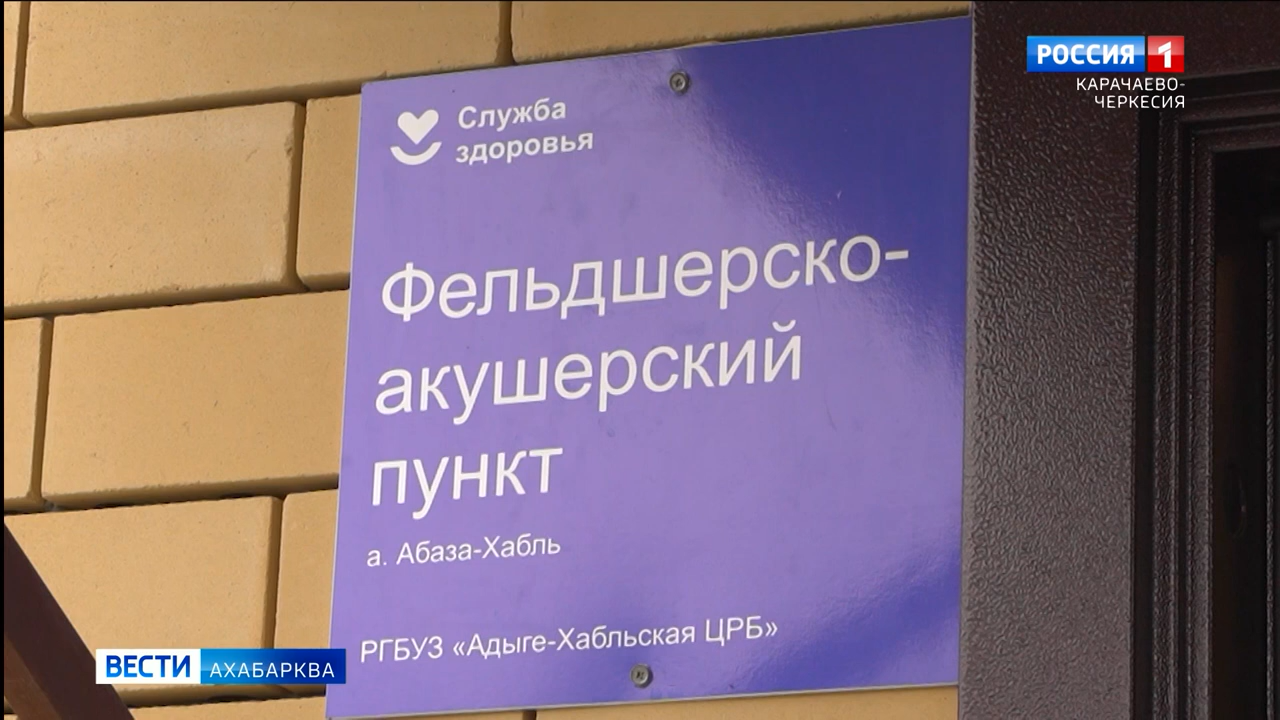 РОССИЯ 1
КАРАЧАЕВО-
ЧЕРКЕСИЯ
Служба
здоровья
Фельдшерско-
акушерский
пункт
а. Абаза-Хабль
РГБУЗ «Адыге-Хабльская ЦРБ»
ВЕСТИ АХАБАРКВА